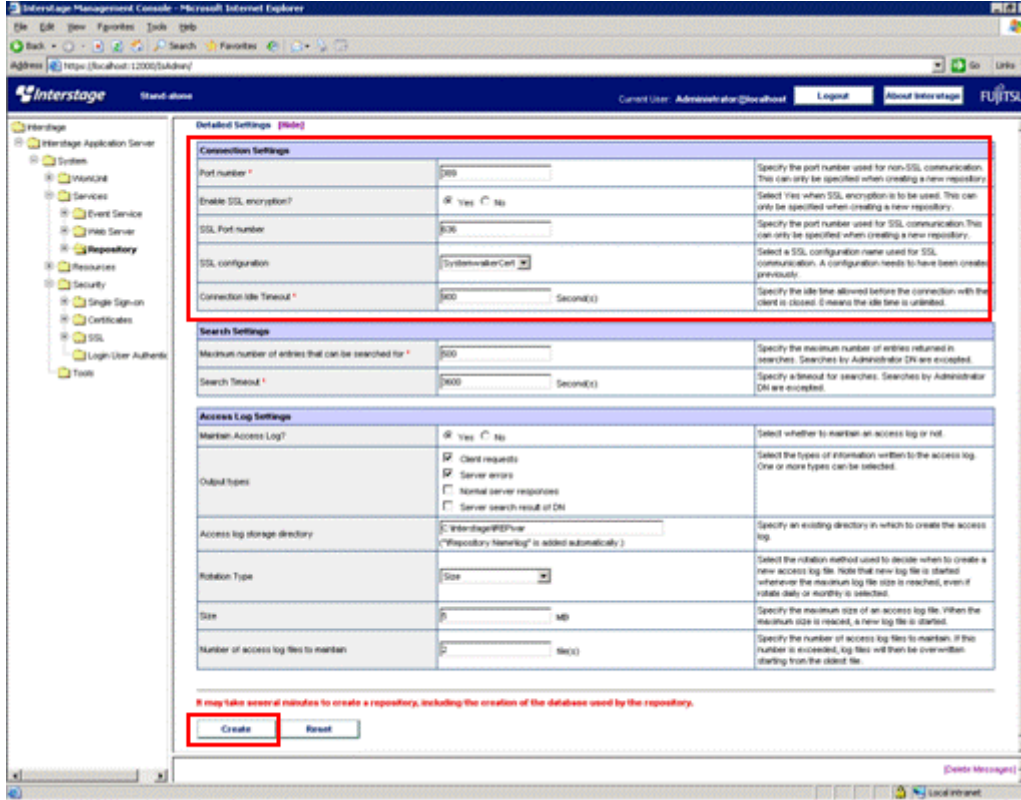 Interstage Management Console - Microsoft Internet Explorer
File Edit View Favorites Tools Help
Back Search Favorites
Address https://localhost:12000/IsAdmin/ Go Links
Interstage Stand-alone Current User: Administrator@localhost Logout About Interstage FUJITSU
Interstage
Interstage Application Server
System
WorkUnit
Services
Event Service
Web Server
Repository
Resources
Security
Single Sign-on
Certificates
SSL
Login User Authentic
Tools
Detailed Settings [Hide]
Connection Settings
Port number * 389 Specify the port number used for non-SSL communication.
This can only be specified when creating a new repository.
Enable SSL encryption? Yes No Select Yes when SSL encryption is to be used. This can
only be specified when creating a new repository.
SSL Port number 636 Specify the port number used for SSL communication.This
can only be specified when creating a new repository.
SSL configuration SystemwalkerCert Select a SSL configuration name used for SSL
communication. A configuration needs to have been created
previously.
Connection Idle Timeout * 900 Second(s) Specify the idle time allowed before the connection with the
client is closed. 0 means the idle time is unlimited.
Search Settings
Maximum number of entries that can be searched for * 500 Specify the maximum number of entries returned in
searches. Searches by Administrator DN are excepted.
Search Timeout * 3600 Second(s) Specify a timeout for searches. Searches by Administrator
DN are excepted.
Access Log Settings
Maintain Access Log? Yes No Select whether to maintain an access log or not.
Output types Client requests Select the types of information written to the access log.
Server errors One or more types can be selected.
Normal server responses
Server search result of DN
Access log storage directory C:\Interstage\IREP\var Specify an existing directory in which to create the access
("\Repository Name\log" is added automatically.) log.
Rotation Type Size Select the rotation method used to decide when to create a
new access log file. Note that new log file is started
whenever the maximum log file size is reached, even if
rotate daily or monthly is selected.
Size 5 MB Specify the maximum size of an access log file. When the
maximum size is reaced, a new log file is started.
Number of access log files to maintain 2 file(s) Specify the number of access log files to maintain. If this
number is exceeded, log files will then be overwritten
starting from the oldest file.
It may take several minutes to create a repository, including the creation of the database used by the repository.
Create Reset
[Delete Messages]
Local intranet